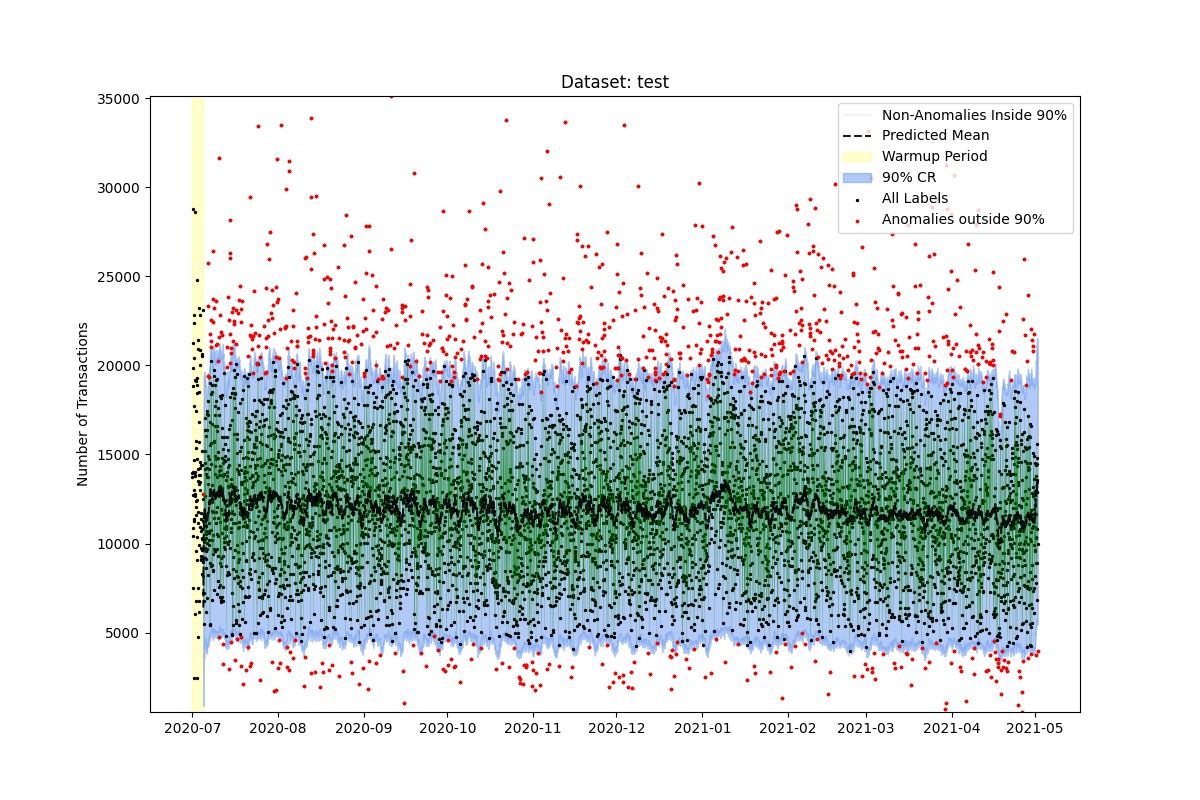 Dataset: test
35000
30000
25000
20000
15000
10000
5000
Number of Transactions
Non-Anomalies Inside 90%
Predicted Mean
Warmup Period
90% CR
All Labels
Anomalies outside 90%
2020-07 2020-08 2020-09 2020-10 2020-11 2020-12 2021-01 2021-02 2021-03 2021-04 2021-05